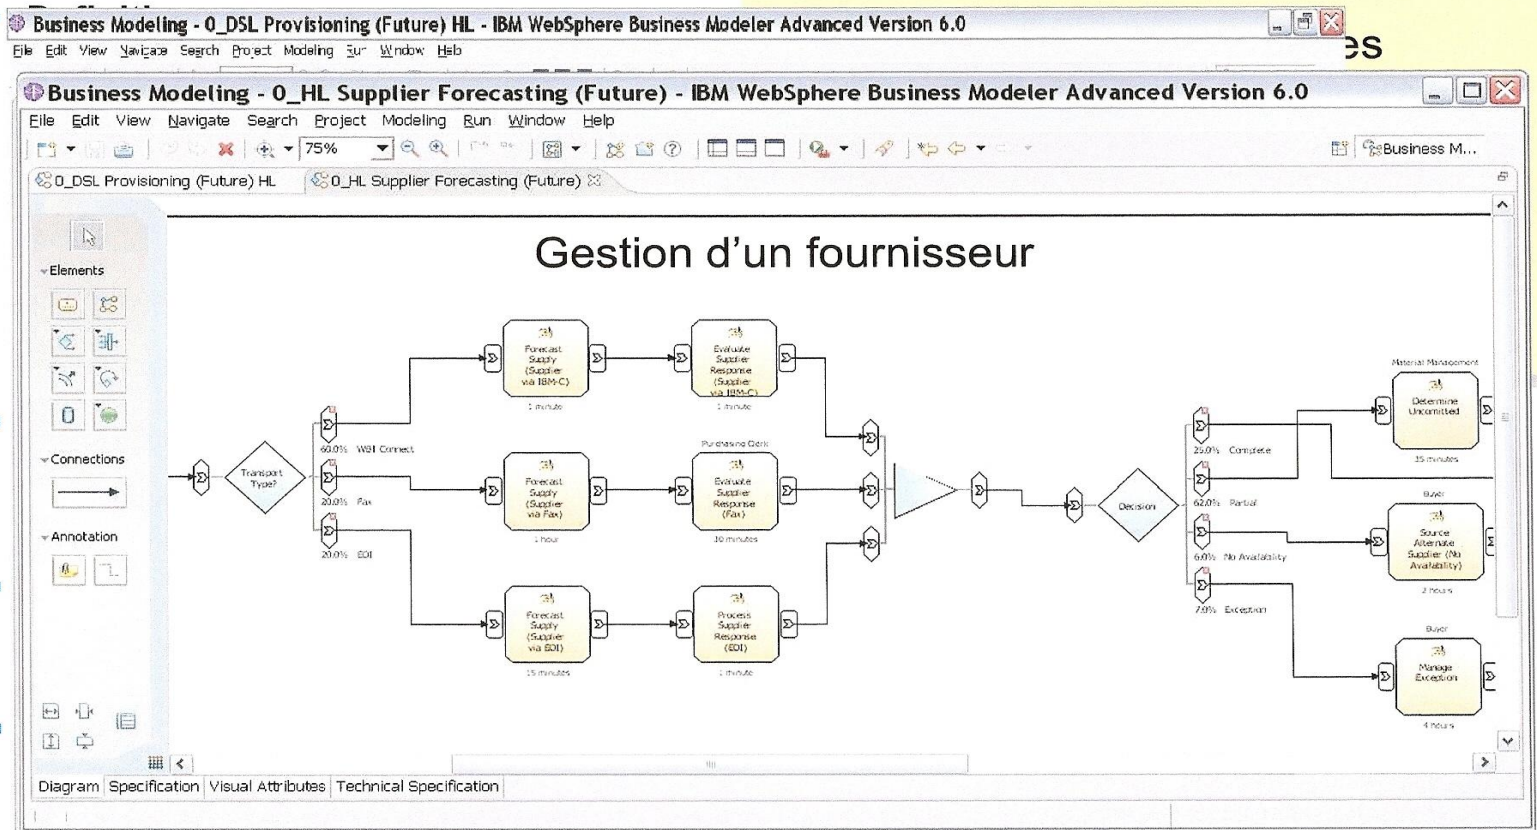 Business Modeling - 0_DSL Provisioning (Future) HL - IBM WebSphere Business Modeler Advanced Version 6.0
es
File Edit View Navigate Search Project Modeling Run Window Help
Business Modeling - 0_HL Supplier Forecasting (Future) - IBM WebSphere Business Modeler Advanced Version 6.0
File Edit View Navigate Search Project Modeling Run Window Help
75%
Business M...
0_DSL Provisioning (Future) HL
0_HL Supplier Forecasting (Future)
Elements
Connections
Annotation
Gestion d'un fournisseur
Transport
Type?
60.0% WBI Connect
20.0% Fax
20.0% EDI
Forecast
Supply
(Supplier
via IBM-C)
1 minute
Evaluate
Supplier
Response
(Supplier
via IBM-C)
1 minute
Forecast
Supply
(Supplier
via Fax)
1 hour
Purchasing Clerk
Evaluate
Supplier
Response
(Fax)
30 minutes
Forecast
Supply
(Supplier
via EDI)
15 minutes
Process
Supplier
Response
(EDI)
1 minute
Decision
25.0% Complete
62.0% Partial
6.0% No Availability
7.0% Exception
Material Management
Determine
Uncomitted
35 minutes
Buyer
Source
Alternate
Supplier (No
Availability)
2 hours
Buyer
Manage
Exception
4 hours
Diagram Specification Visual Attributes Technical Specification